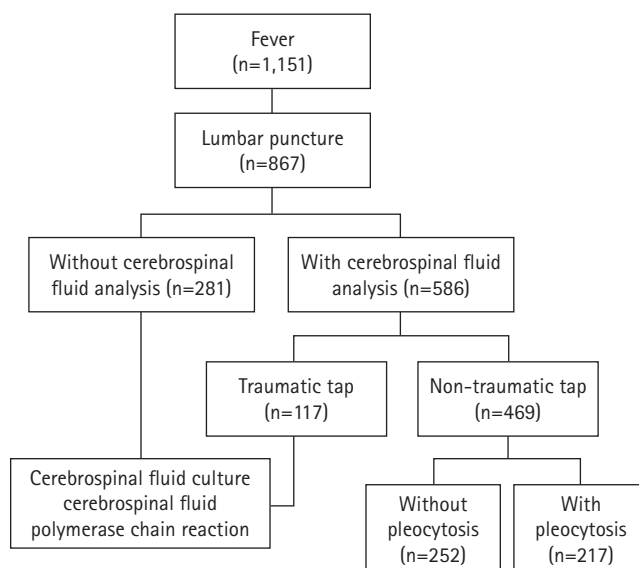 Fever
(n=1,151)
Lumbar puncture
(n=867)
Without cerebrospinal
fluid analysis (n=281)
With cerebrospinal fluid
analysis (n=586)
Traumatic tap
(n=117)
Non-traumatic tap
(n=469)
Cerebrospinal fluid culture
cerebrospinal fluid
polymerase chain reaction
Without
pleocytosis
(n=252)
With
pleocytosis
(n=217)